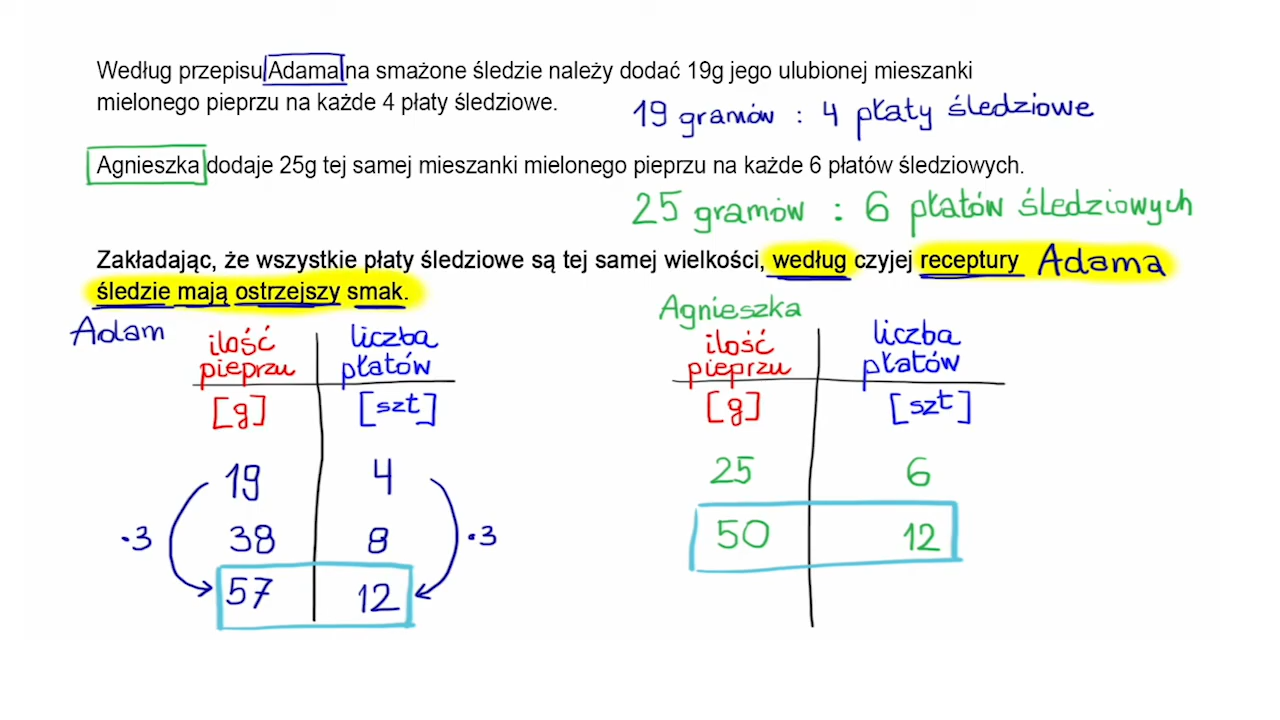 Według przepisu Adama na smażone śledzie należy dodać 19g jego ulubionej mieszanki
mielonego pieprzu na każde 4 płaty śledziowe.
19 gramów : 4 płaty śledziowe
Agnieszka dodaje 25g tej samej mieszanki mielonego pieprzu na każde 6 płatów śledziowych.
25 gramów : 6 płatów śledziowych
Zakładając, że wszystkie płaty śledziowe są tej samej wielkości, według czyjej receptury Adama
śledzie mają ostrzejszy smak.
Adam
ilość
pieprzu
[g]
liczba
płatów
[szt]
19 4
38 8
57 12
·3
·3
Agnieszka
ilość
pieprzu
[g]
liczba
płatów
[szt]
25 6
50 12